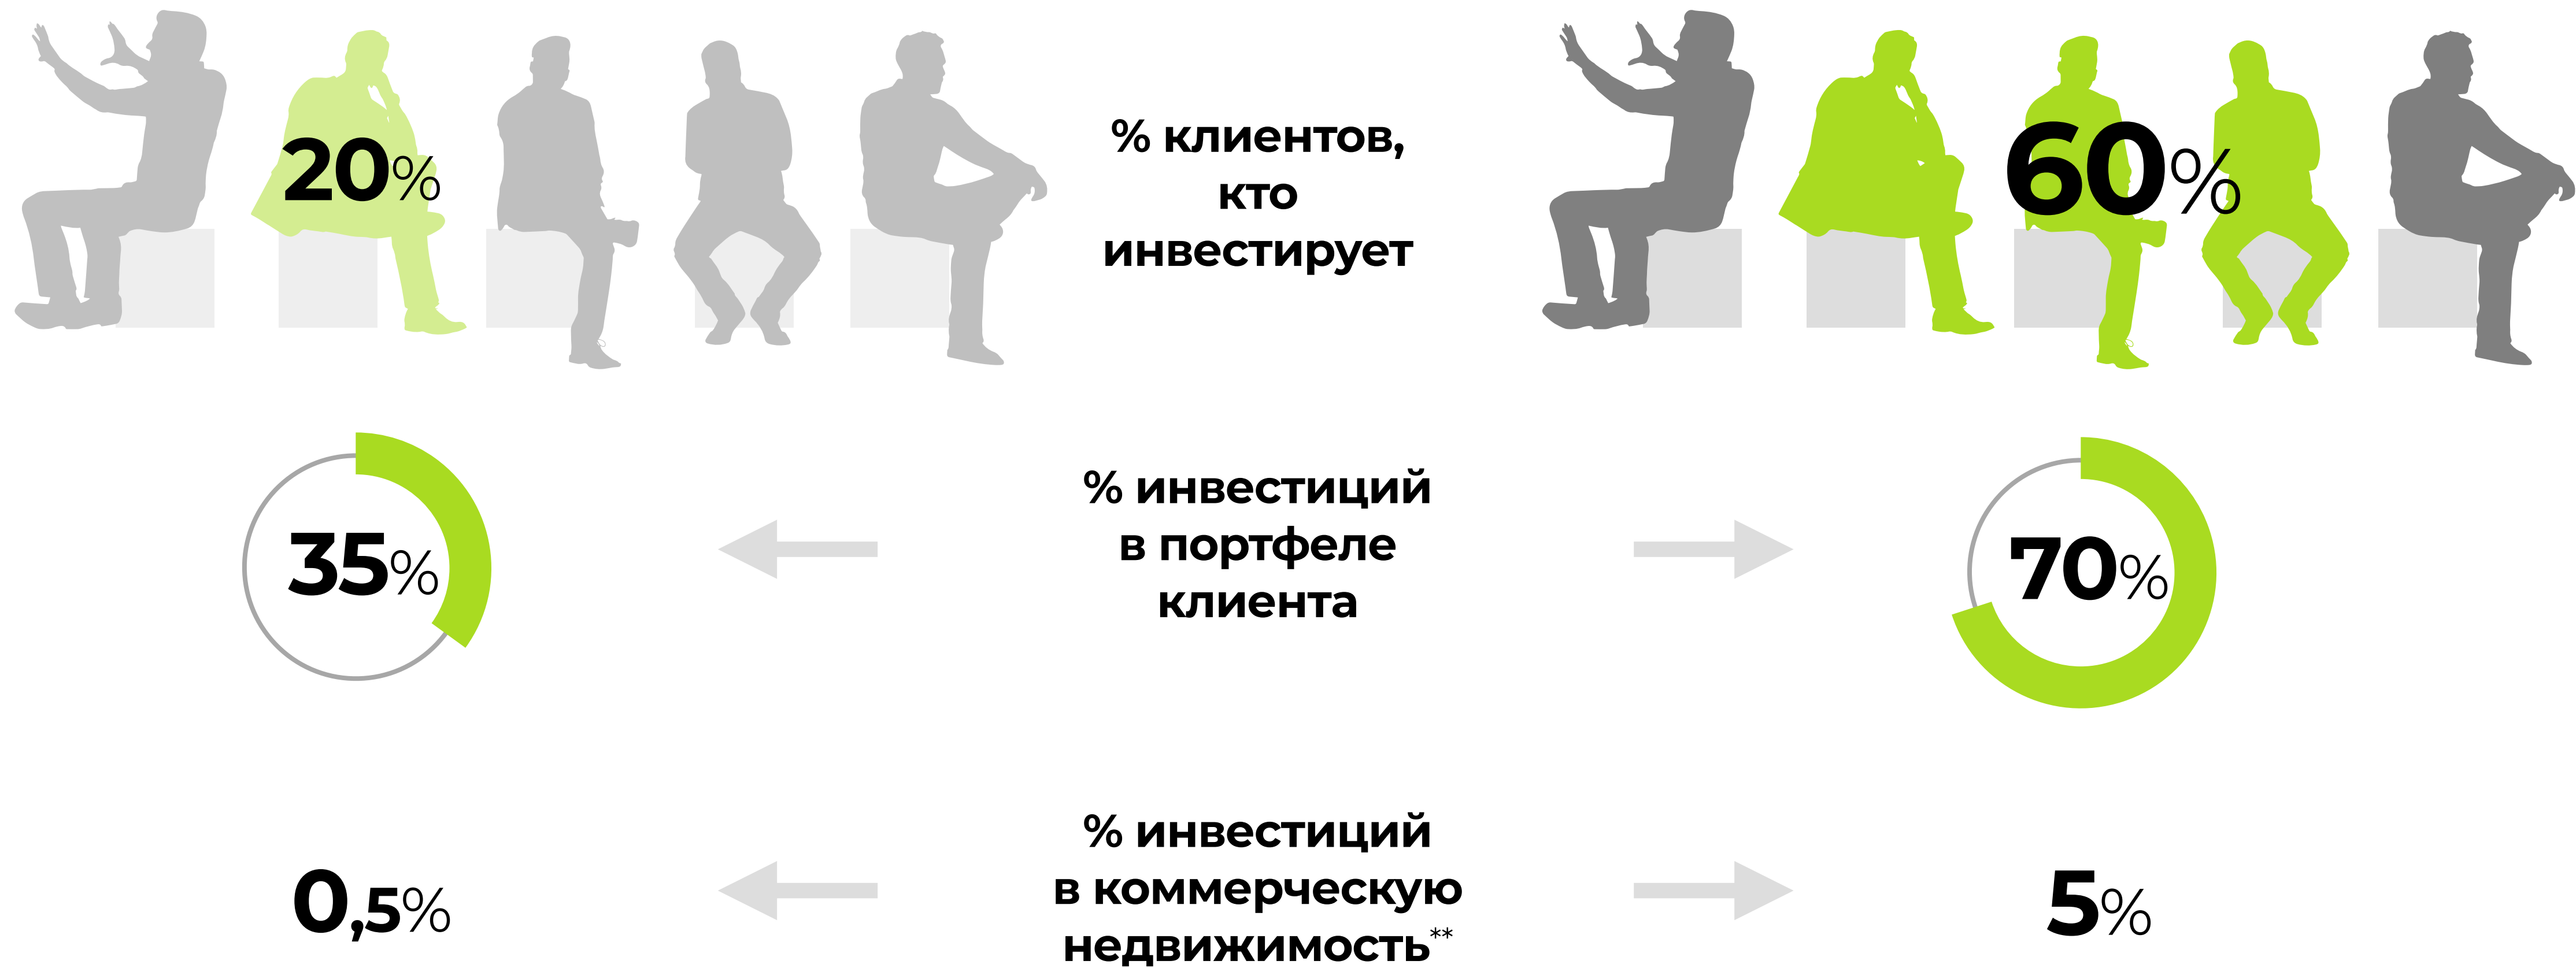 20%
% клиентов,
кто
инвестирует
60%
35%
% инвестиций
в портфеле
клиента
70%
0,5%
% инвестиций
в коммерческую
недвижимость**
5%